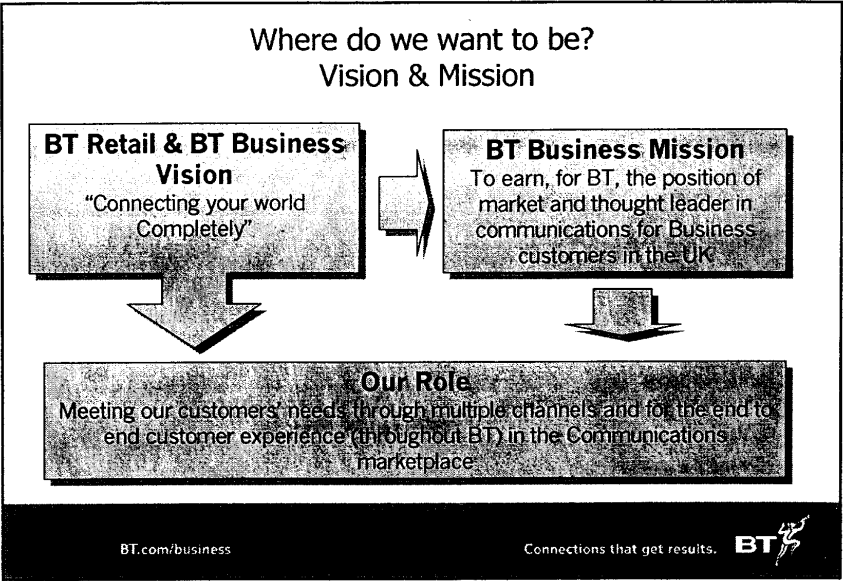 Where do we want to be?
Vision & Mission
BT Retail & BT Business
Vision
“Connecting your world
Completely”
BT Business Mission
To earn, for BT, the position of
market and thought leader in
communications for Business
customers in the UK
Our Role
Meeting our customers' needs through multiple channels and for the end to
end customer experience (throughout BT) in the Communications
marketplace
BT.com/business
Connections that get results.
BT